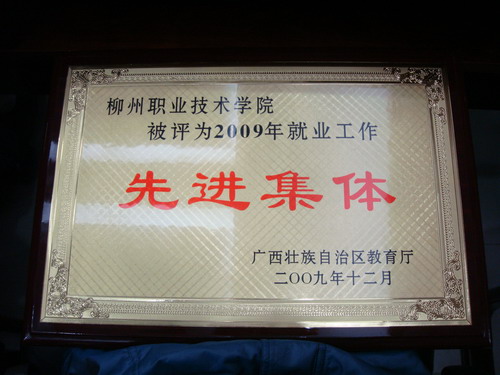 柳州职业技术学院
被评为2009年就业工作
先进集体
广西壮族自治区教育厅
二〇〇九年十二月